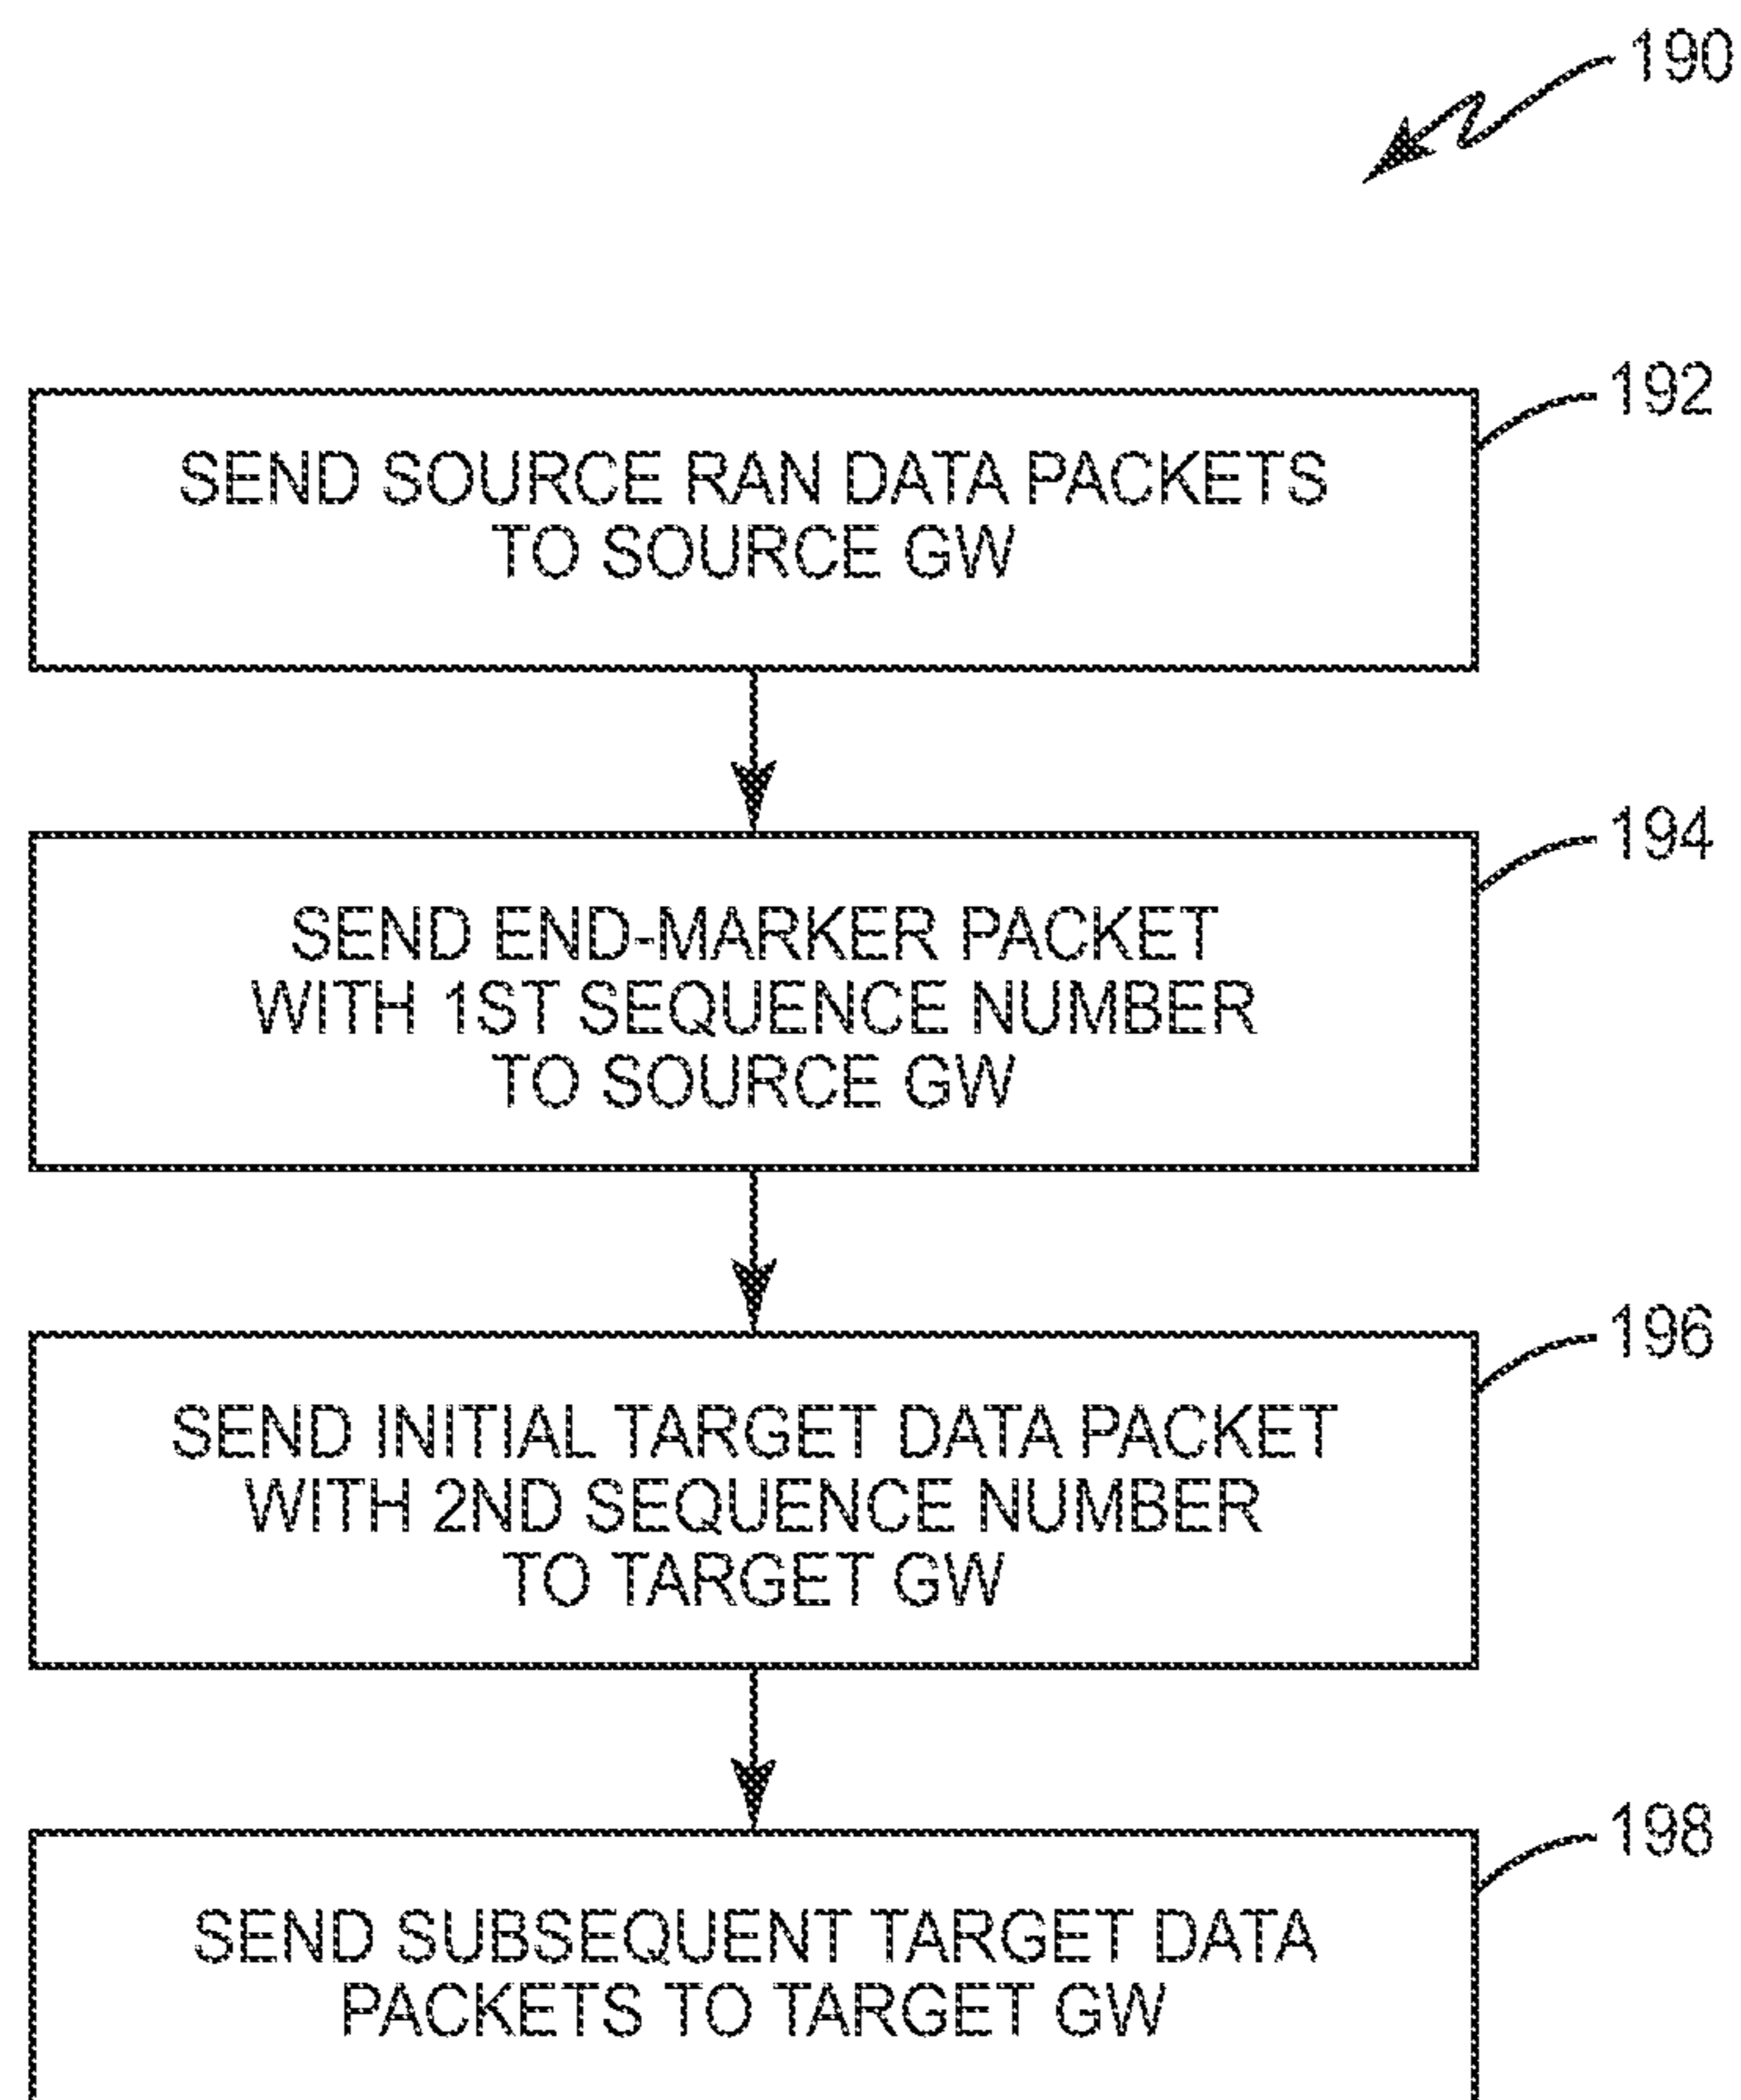 190
192
SEND SOURCE RAN DATA PACKETS
TO SOURCE GW
194
SEND END-MARKER PACKET
WITH 1ST SEQUENCE NUMBER
TO SOURCE GW
196
SEND INITIAL TARGET DATA PACKET
WITH 2ND SEQUENCE NUMBER
TO TARGET GW
198
SEND SUBSEQUENT TARGET DATA
PACKETS TO TARGET GW